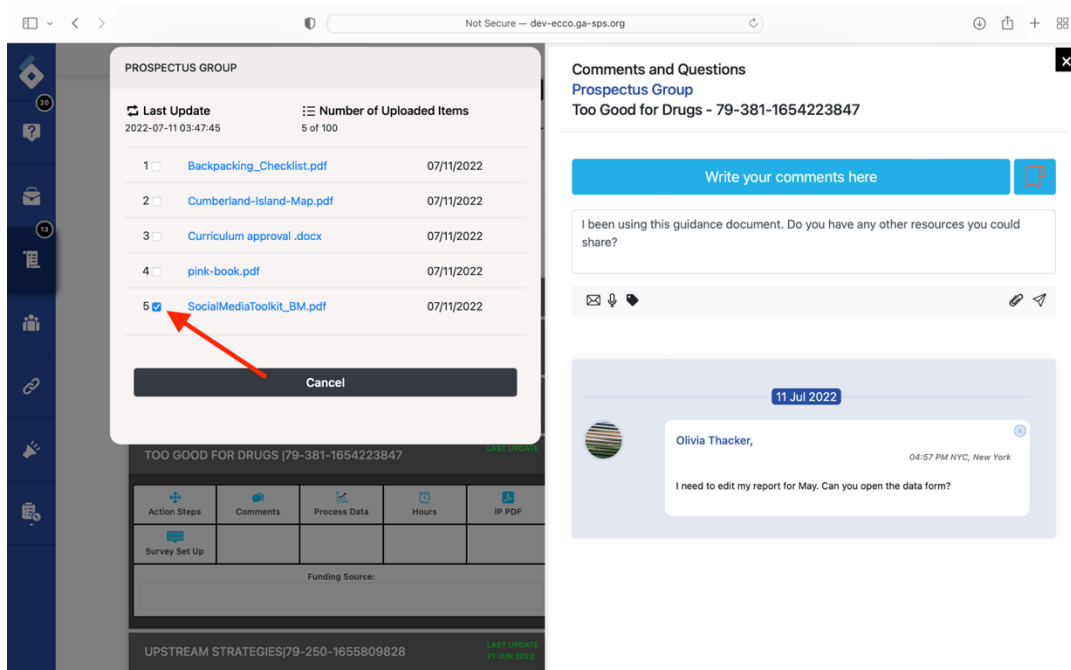 Not Secure — dev-ecco.ga-sps.org
20
13
PROSPECTUS GROUP
Last Update
2022-07-11 03:47:45
Number of Uploaded Items
5 of 100
1 Backpacking_Checklist.pdf 07/11/2022
2 Cumberland-Island-Map.pdf 07/11/2022
3 Curriculum approval .docx 07/11/2022
4 pink-book.pdf 07/11/2022
5 SocialMediaToolkit_BM.pdf 07/11/2022
Cancel
TOO GOOD FOR DRUGS |79-381-1654223847
LAST UPDATE
Action Steps
Comments
Process Data
Hours
IP PDF
Survey Set Up
Funding Source:
UPSTREAM STRATEGIES|79-250-1655809828
LAST UPDATE
21 JUN 2022
Comments and Questions
Prospectus Group
Too Good for Drugs - 79-381-1654223847
Write your comments here
I been using this guidance document. Do you have any other resources you could
share?
11 Jul 2022
Olivia Thacker,
04:57 PM NYC, New York
I need to edit my report for May. Can you open the data form?